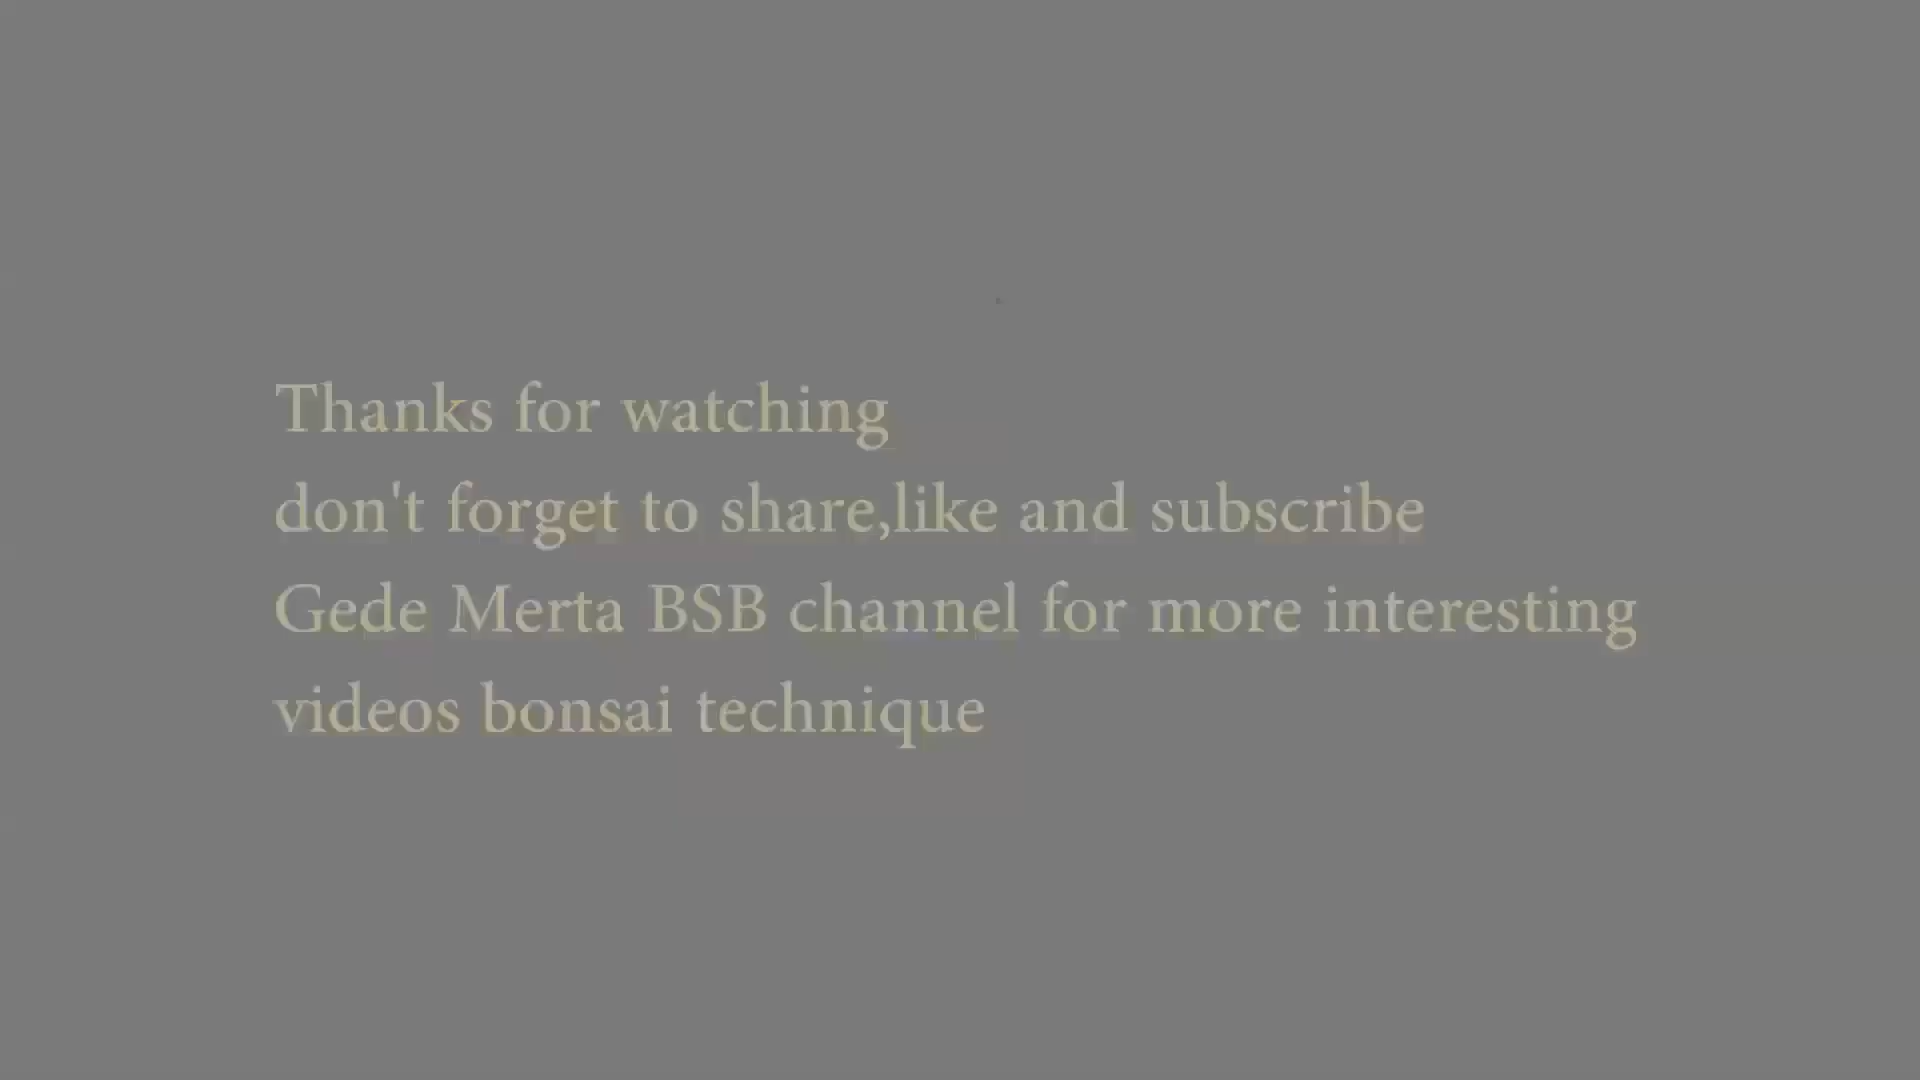 Thanks for watching
don't forget to share,like and subscribe
Gede Merta BSB channel for more interesting
videos bonsai technique